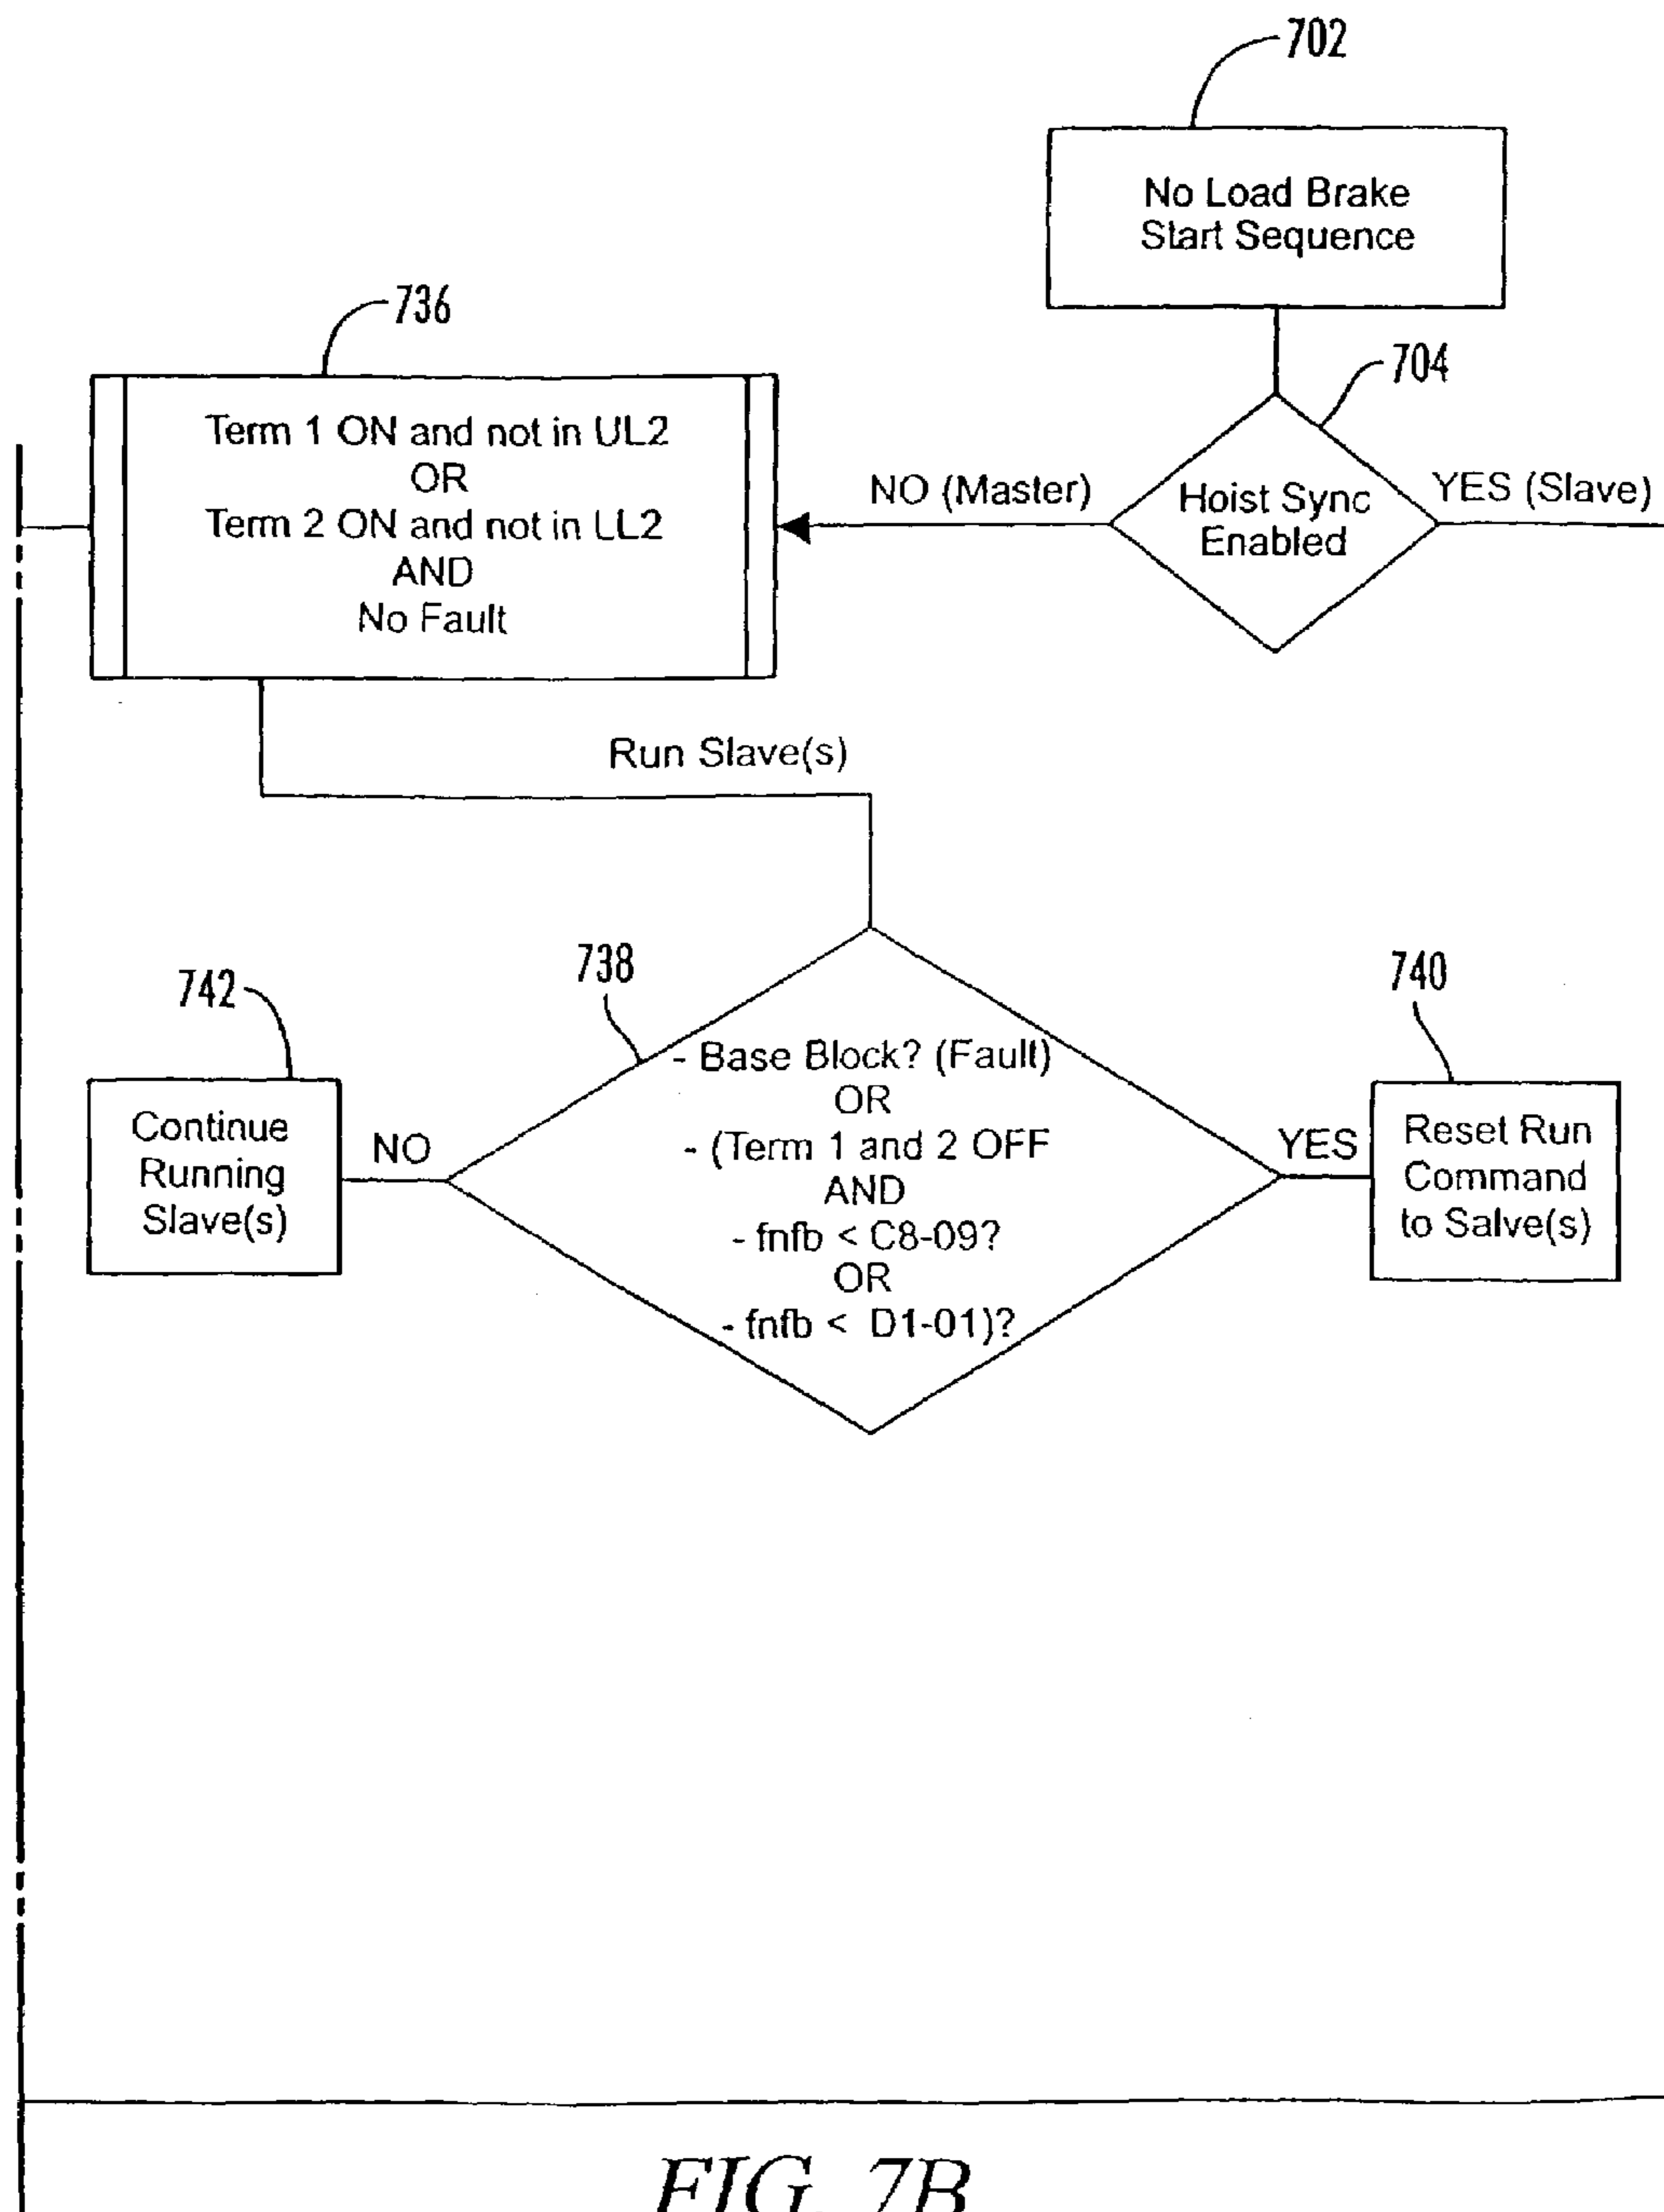 702
No Load Brake
Start Sequence
736
704
Term 1 ON and not in UL2
OR
Term 2 ON and not in LL2
AND
No Fault
NO (Master)
Hoist Sync
Enabled
YES (Slave)
Run Slave(s)
742
738
740
Continue
Running
Slave(s)
NO
- Base Block? (Fault)
OR
- (Term 1 and 2 OFF
AND
- fnfb < C8-09?
OR
- fnfb < D1-01)?
YES
Reset Run
Command
to Salve(s)
FIG. 7B